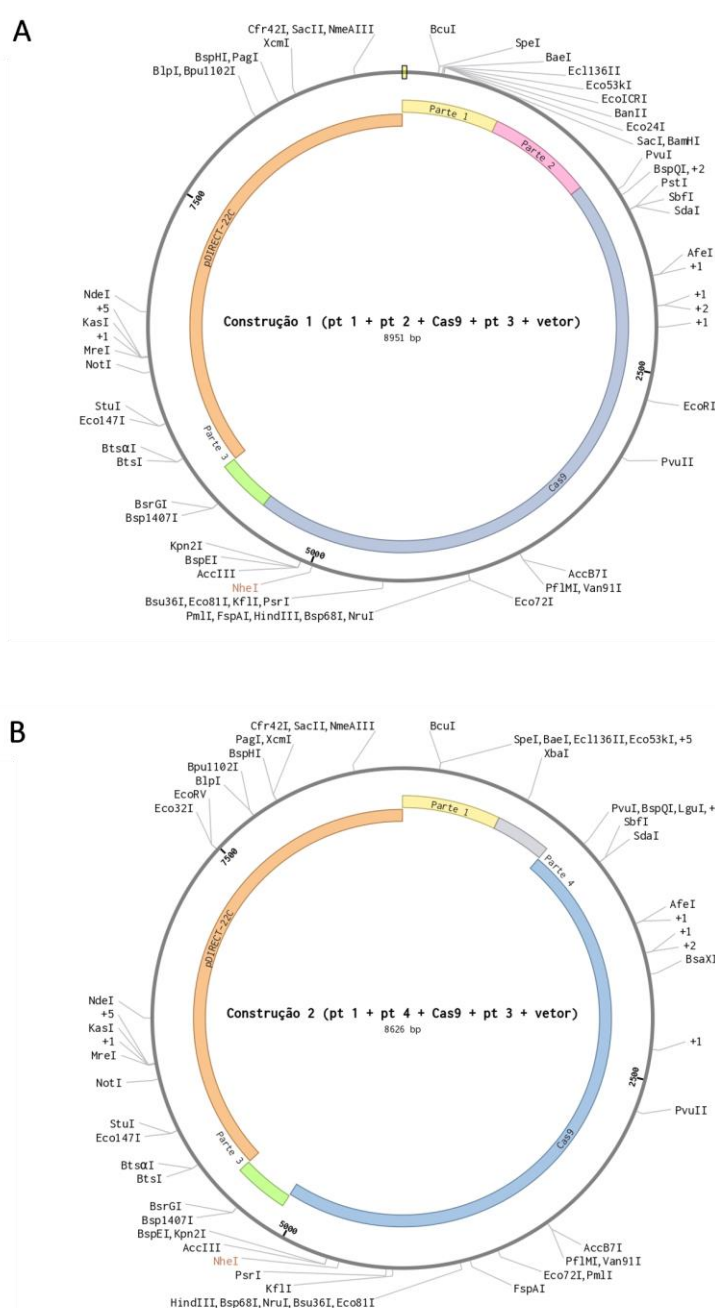 A
Cfr42I, SacII, NmeAIII
XcmI
BspHI, PagI
BlpI, Bpu1102I
BcuI
SpeI
BaeI
Ecl136II
Eco53kI
EcoICRI
BanII
Eco24I
SacI, BamHI
PvuI
BspQI, +2
PstI
SbfI
SdaI
AfeI
+1
+1
+2
+1
2500
EcoRI
PvuII
AccB7I
PflMI, Van91I
Eco72I
PmlI, FspAI, HindIII, Bsp68I, NruI
Bsu36I, Eco81I, KflI, PsrI
NheI
5000
AccIII
BspEI
Kpn2I
Bsp1407I
BsrGI
BtsI
BtsαI
Eco147I
StuI
NotI
MreI
+1
KasI
+5
NdeI
7500
Parte 1
Parte 2
Cas9
Parte 3
pDIRECT-22C
Construção 1 (pt 1 + pt 2 + Cas9 + pt 3 + vetor)
8951 bp
B
Cfr42I, SacII, NmeAIII
PagI, XcmI
BspHI
Bpu1102I
BlpI
EcoRV
Eco32I
BcuI
SpeI, BaeI, Ecl136II, Eco53kI, +5
XbaI
PvuI, BspQI, LguI, +
SbfI
SdaI
AfeI
+1
+1
+2
BsaXI
+1
2500
PvuII
AccB7I
PflMI, Van91I
Eco72I, PmlI
FspAI
HindIII, Bsp68I, NruI, Bsu36I, Eco81I
KflI
PsrI
NheI
5000
AccIII
BspEI, Kpn2I
Bsp1407I
BsrGI
BtsI
BtsαI
Eco147I
StuI
NotI
MreI
+1
KasI
+5
NdeI
7500
Parte 1
Parte 4
Cas9
Parte 3
pDIRECT-22C
Construção 2 (pt 1 + pt 4 + Cas9 + pt 3 + vetor)
8626 bp